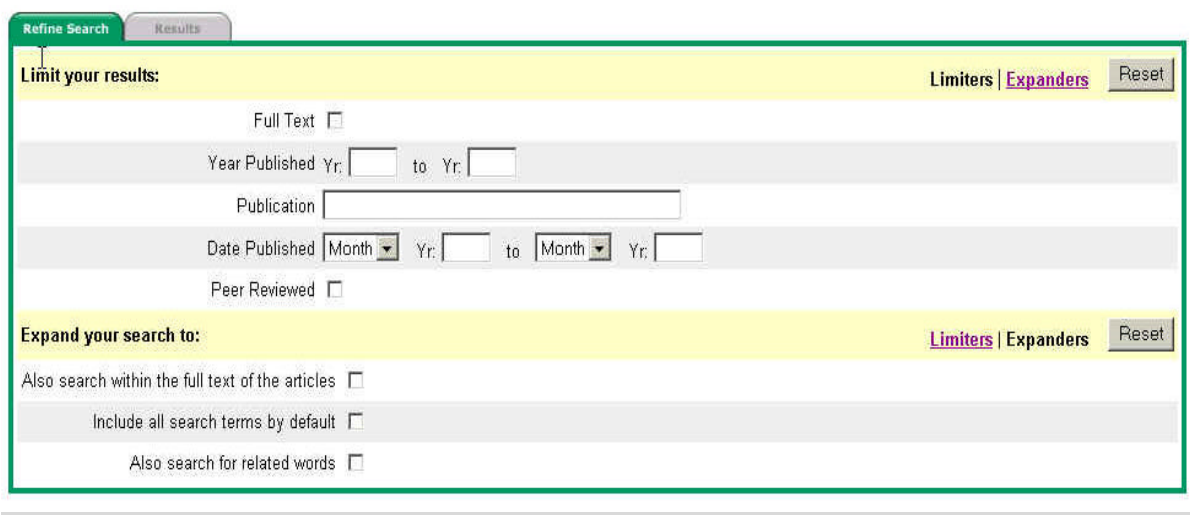 Refine Search Results
Limit your results: Limiters | Expanders Reset
Full Text
Year Published Yr: to Yr:
Publication
Date Published Month Yr: to Month Yr:
Peer Reviewed
Expand your search to: Limiters | Expanders Reset
Also search within the full text of the articles
Include all search terms by default
Also search for related words